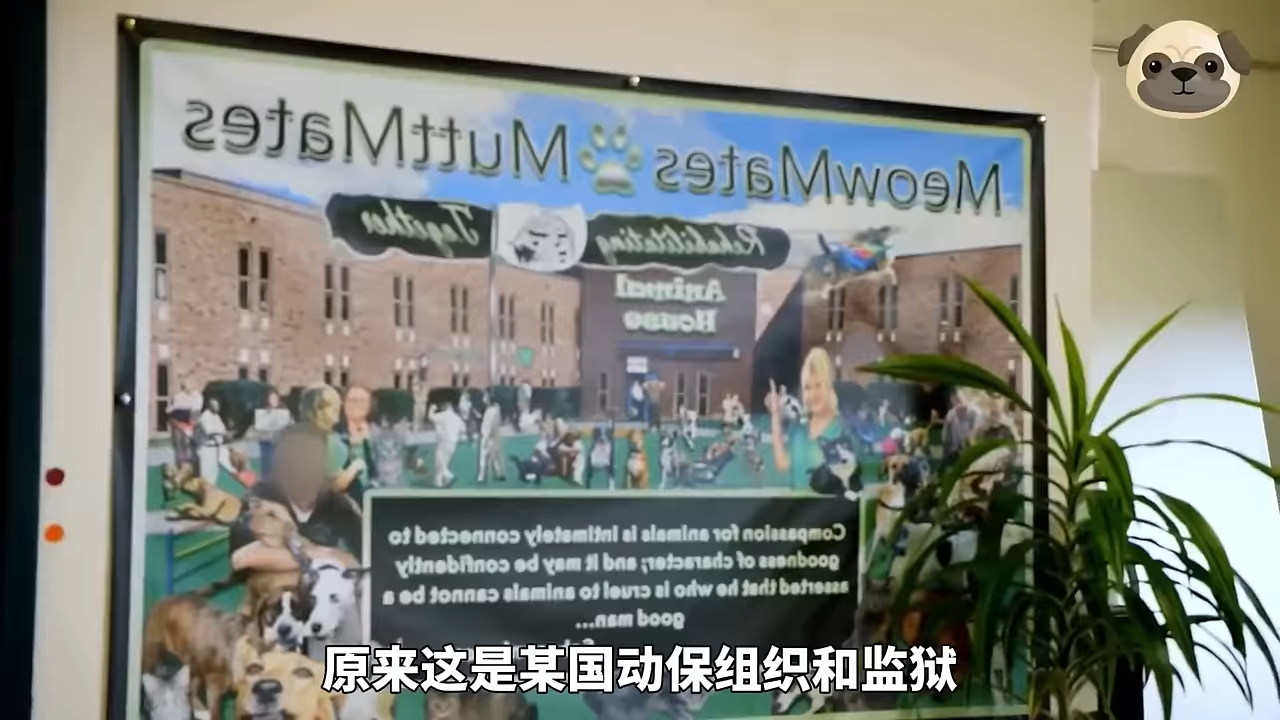 MeowMates MuttMates
Rehabilitating Together
Animal
House
Compassion for animals is intimately connected to
goodness of character; and it may be confidently
asserted that he who is cruel to animals cannot be a
good man...
原来这是某国动保组织和监狱